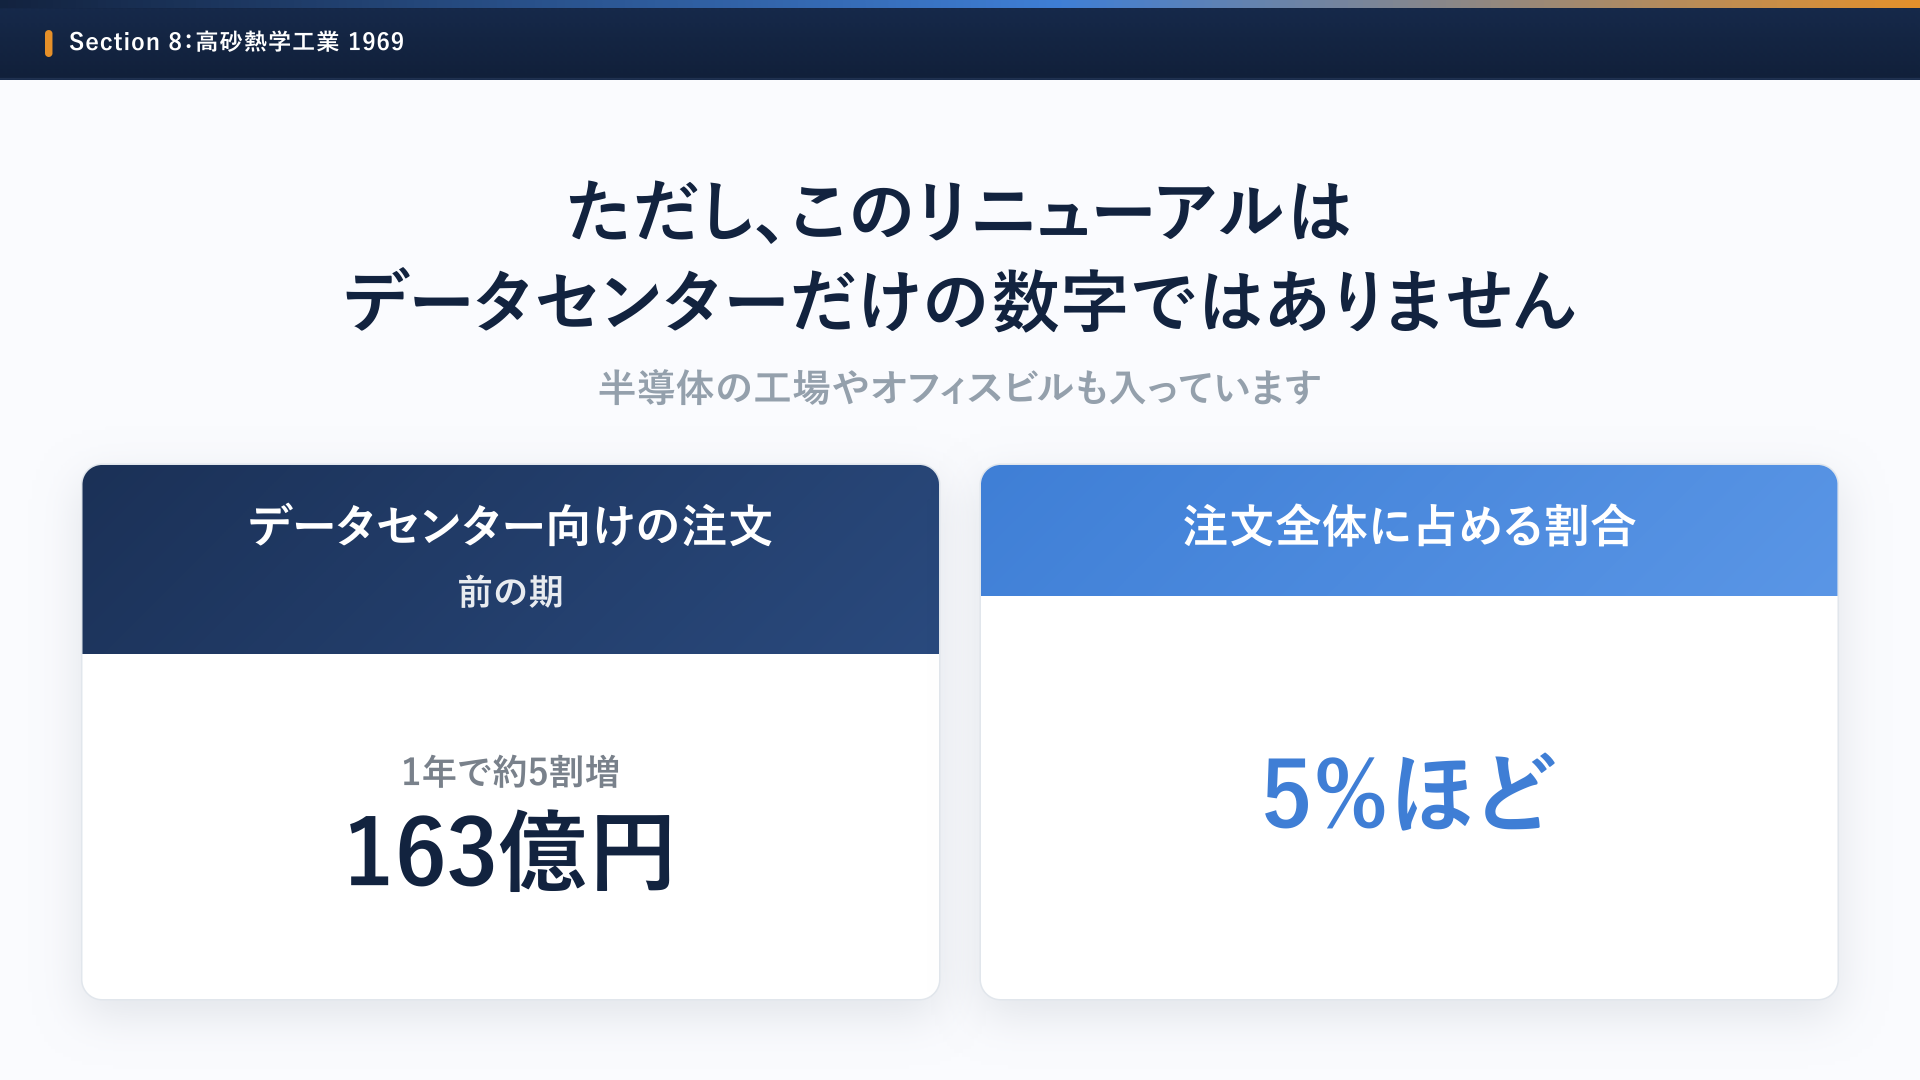 Section 8：高砂熱学工業 1969
ただし、このリニューアルは
データセンターだけの数字ではありません
半導体の工場やオフィスビルも入っています
データセンター向けの注文
前の期
1年で約5割増
163億円
注文全体に占める割合
5%ほど